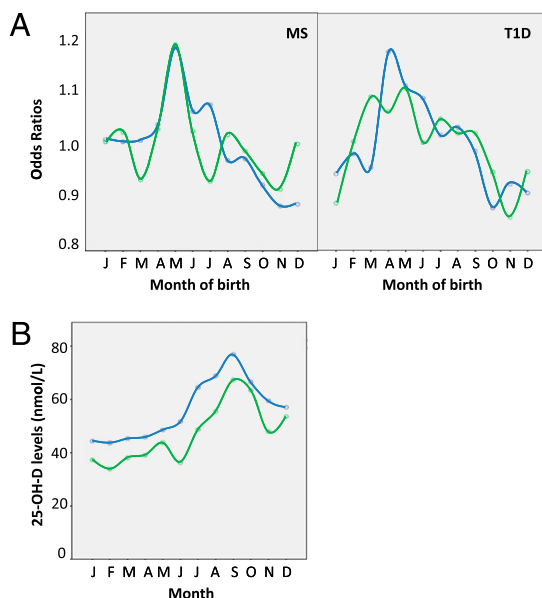 A
MS
T1D
Odds Ratios
1.2
1.1
1.0
0.9
0.8
J F M A M J J A S O N D
J F M A M J J A S O N D
Month of birth
Month of birth
B
25-OH-D levels (nmol/L)
80
60
40
20
0
J F M A M J J A S O N D
Month